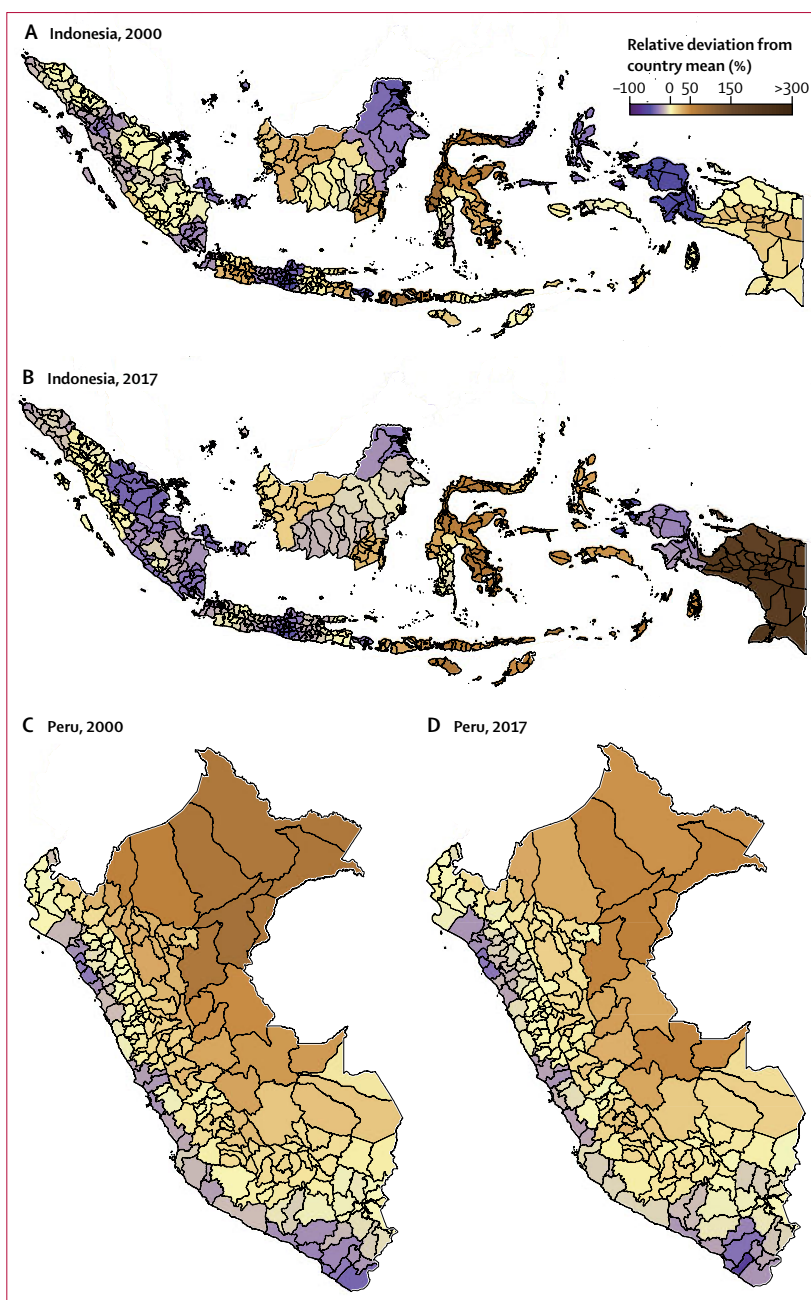 A Indonesia, 2000
Relative deviation from
country mean (%)
–100 0 50 150 >300
B Indonesia, 2017
C Peru, 2000
D Peru, 2017